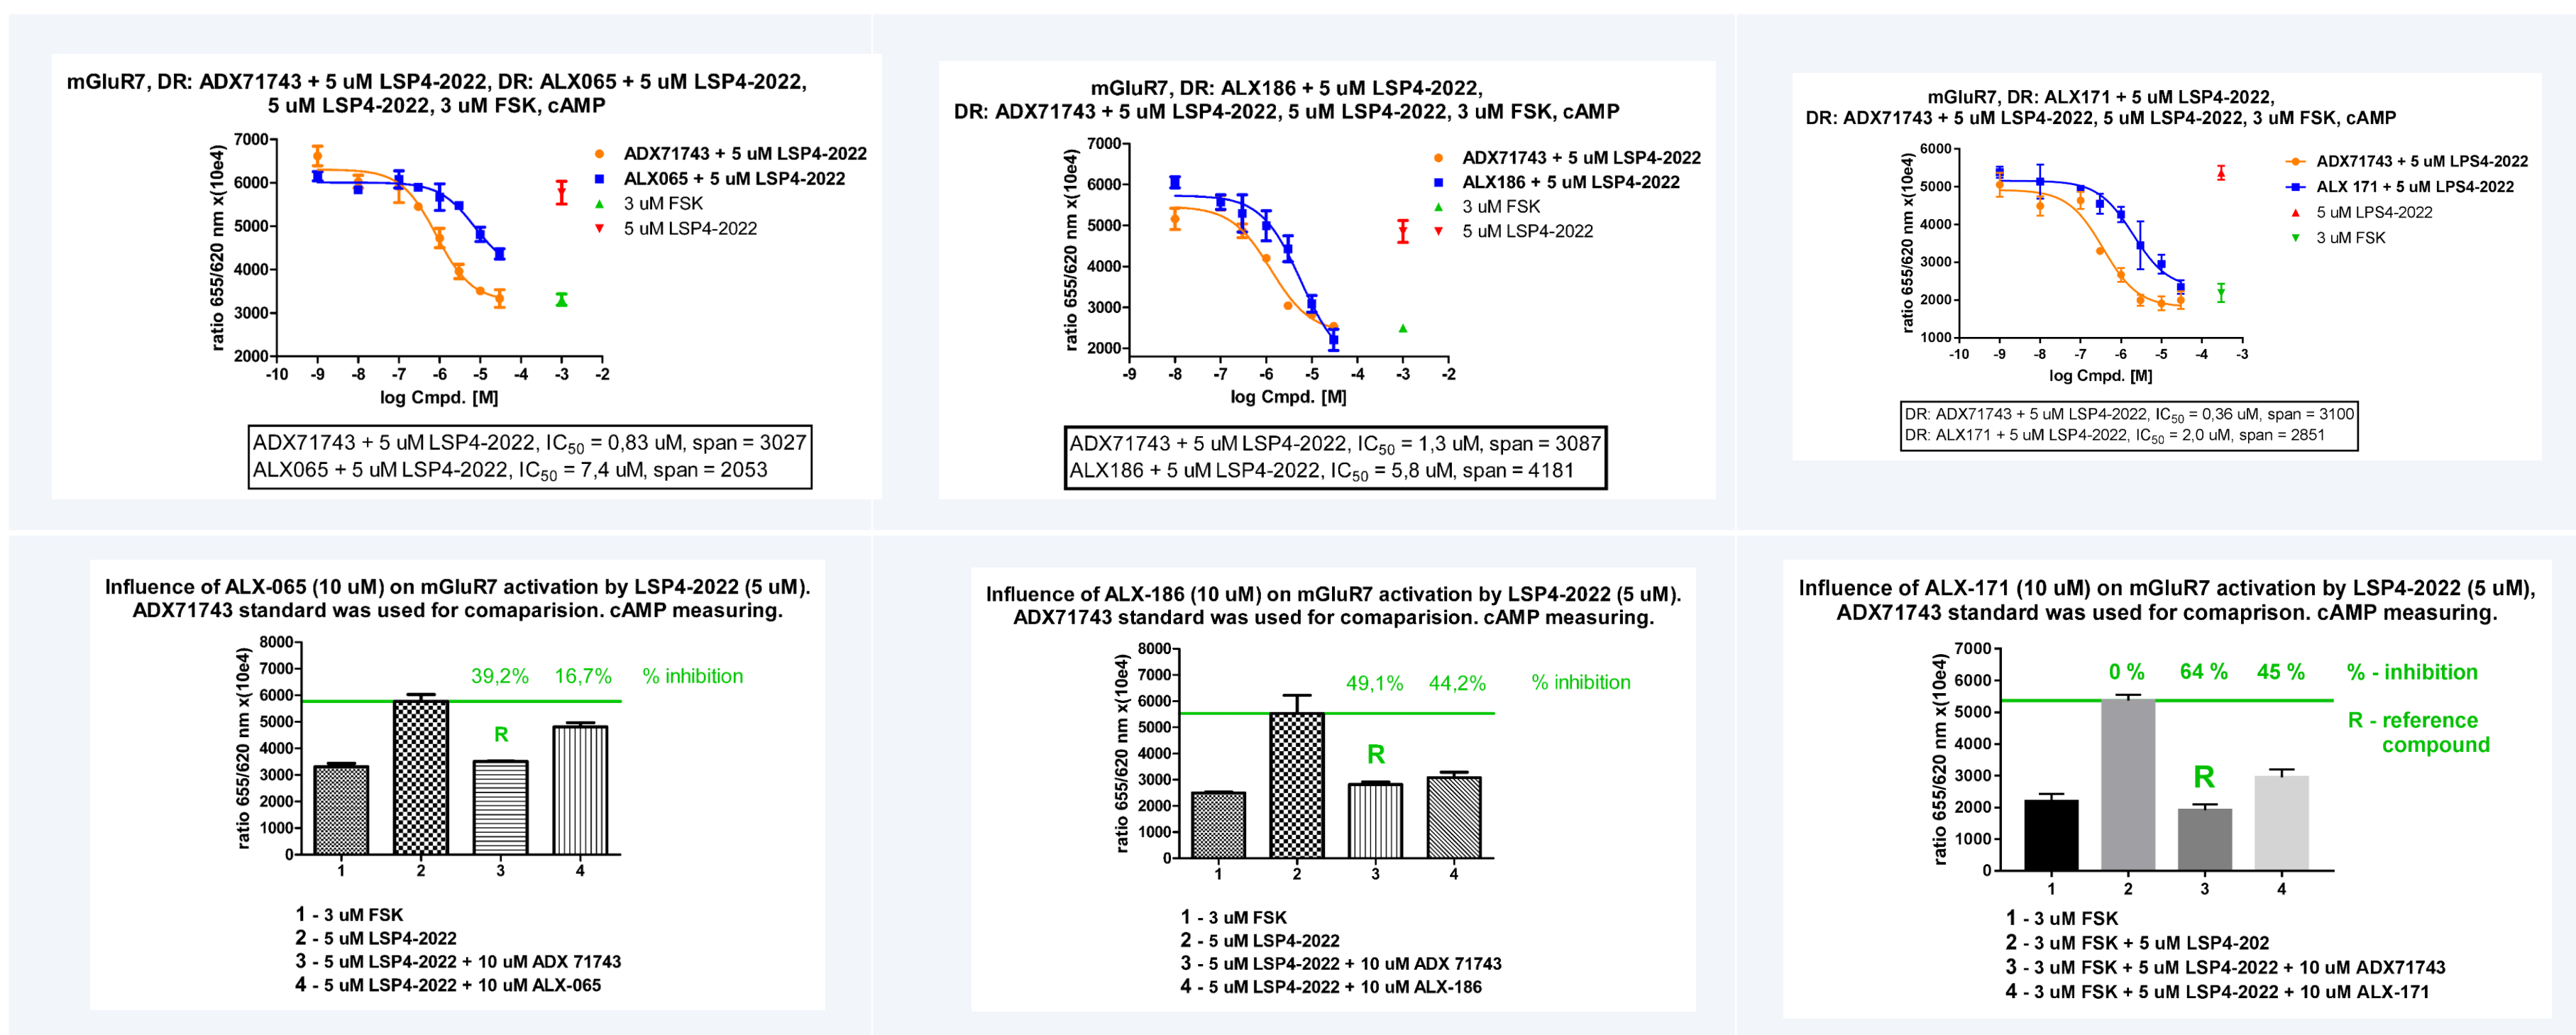 mGluR7, DR: ADX71743 + 5 uM LSP4-2022, DR: ALX065 + 5 uM LSP4-2022,
5 uM LSP4-2022, 3 uM FSK, cAMP
ratio 655/620 nm x(10e4)
7000
6000
5000
4000
3000
2000
-10 -9 -8 -7 -6 -5 -4 -3 -2
log Cmpd. [M]
ADX71743 + 5 uM LSP4-2022
ALX065 + 5 uM LSP4-2022
3 uM FSK
5 uM LSP4-2022
ADX71743 + 5 uM LSP4-2022, IC50 = 0,83 uM, span = 3027
ALX065 + 5 uM LSP4-2022, IC50 = 7,4 uM, span = 2053
mGluR7, DR: ALX186 + 5 uM LSP4-2022,
DR: ADX71743 + 5 uM LSP4-2022, 5 uM LSP4-2022, 3 uM FSK, cAMP
ratio 655/620 nm x(10e4)
7000
6000
5000
4000
3000
2000
-9 -8 -7 -6 -5 -4 -3 -2
log Cmpd. [M]
ADX71743 + 5 uM LSP4-2022
ALX186 + 5 uM LSP4-2022
3 uM FSK
5 uM LSP4-2022
ADX71743 + 5 uM LSP4-2022, IC50 = 1,3 uM, span = 3087
ALX186 + 5 uM LSP4-2022, IC50 = 5,8 uM, span = 4181
mGluR7, DR: ALX171 + 5 uM LSP4-2022,
DR: ADX71743 + 5 uM LSP4-2022, 5 uM LSP4-2022, 3 uM FSK, cAMP
ratio 655/620 nm x(10e4)
6000
5000
4000
3000
2000
1000
-10 -9 -8 -7 -6 -5 -4 -3
log Cmpd. [M]
ADX71743 + 5 uM LPS4-2022
ALX 171 + 5 uM LPS4-2022
5 uM LPS4-2022
3 uM FSK
DR: ADX71743 + 5 uM LSP4-2022, IC50 = 0,36 uM, span = 3100
DR: ALX171 + 5 uM LSP4-2022, IC50 = 2,0 uM, span = 2851
Influence of ALX-065 (10 uM) on mGluR7 activation by LSP4-2022 (5 uM).
ADX71743 standard was used for comaparision. cAMP measuring.
ratio 655/620 nm x(10e4)
8000
7000
6000
5000
4000
3000
2000
1000
0
39,2% 16,7% % inhibition
R
1 2 3 4
1 - 3 uM FSK
2 - 5 uM LSP4-2022
3 - 5 uM LSP4-2022 + 10 uM ADX 71743
4 - 5 uM LSP4-2022 + 10 uM ALX-065
Influence of ALX-186 (10 uM) on mGluR7 activation by LSP4-2022 (5 uM).
ADX71743 standard was used for comaparision. cAMP measuring.
ratio 655/620 nm x(10e4)
8000
7000
6000
5000
4000
3000
2000
1000
0
49,1% 44,2% % inhibition
R
1 2 3 4
1 - 3 uM FSK
2 - 5 uM LSP4-2022
3 - 5 uM LSP4-2022 + 10 uM ADX 71743
4 - 5 uM LSP4-2022 + 10 uM ALX-186
Influence of ALX-171 (10 uM) on mGluR7 activation by LSP4-2022 (5 uM),
ADX71743 standard was used for comaprison. cAMP measuring.
ratio 655/620 nm x(10e4)
7000
6000
5000
4000
3000
2000
1000
0
0 % 64 % 45 % % - inhibition
R - reference
compound
R
1 2 3 4
1 - 3 uM FSK
2 - 3 uM FSK + 5 uM LSP4-202
3 - 3 uM FSK + 5 uM LSP4-2022 + 10 uM ADX71743
4 - 3 uM FSK + 5 uM LSP4-2022 + 10 uM ALX-171